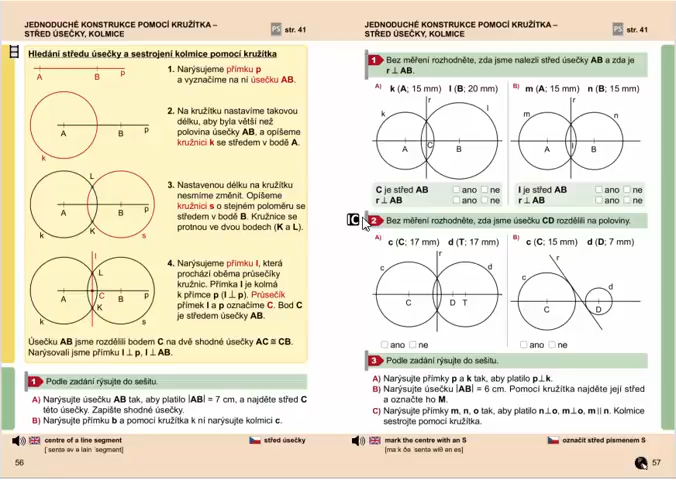 JEDNODUCHÉ KONSTRUKCE POMOCÍ KRUŽÍTKA –
STŘED ÚSEČKY, KOLMICE
PS str. 41
Hledání středu úsečky a sestrojení kolmice pomocí kružítka
A B p
1. Narýsujeme přímku p
a vyznačíme na ní úsečku AB.
A B p
k
2. Na kružítku nastavíme takovou
délku, aby byla větší než
polovina úsečky AB, a opíšeme
kružnici k se středem v bodě A.
L
A B p
K
k s
3. Nastavenou délku na kružítku
nesmíme změnit. Opíšeme
kružnici s o stejném poloměru se
středem v bodě B. Kružnice se
protnou ve dvou bodech (K a L).
l
L
A C B p
K
k s
4. Narýsujeme přímku l, která
prochází oběma průsečíky
kružnic. Přímka l je kolmá
k přímce p (l ⊥ p). Průsečík
přímek l a p označíme C. Bod C
je středem úsečky AB.
Úsečku AB jsme rozdělili bodem C na dvě shodné úsečky AC ≅ CB.
Narýsovali jsme přímku l ⊥ p, l ⊥ AB.
1 Podle zadání rýsujte do sešitu.
A) Narýsujte úsečku AB tak, aby platilo |AB| = 7 cm, a najděte střed C
této úsečky. Zapište shodné úsečky.
B) Narýsujte přímku b a pomocí kružítka k ní narýsujte kolmici c.
centre of a line segment
střed úsečky
56
JEDNODUCHÉ KONSTRUKCE POMOCÍ KRUŽÍTKA –
STŘED ÚSEČKY, KOLMICE
PS str. 41
1 Bez měření rozhodněte, zda jsme nalezli střed úsečky AB a zda je
r ⊥ AB.
A) k (A; 15 mm) l (B; 20 mm)
r
k l
A C B
C je střed AB ano ne
r ⊥ AB ano ne
B) m (A; 15 mm) n (B; 15 mm)
r
m n
A I B
I je střed AB ano ne
r ⊥ AB ano ne
2 Bez měření rozhodněte, zda jsme úsečku CD rozdělili na poloviny.
A) c (C; 17 mm) d (T; 17 mm)
r
c d
C D T
ano ne
B) c (C; 15 mm) d (D; 7 mm)
r
c d
C D
ano ne
3 Podle zadání rýsujte do sešitu.
A) Narýsujte přímky p a k tak, aby platilo p⊥k.
B) Narýsujte úsečku |AB| = 6 cm. Pomocí kružítka najděte její střed
a označte ho M.
C) Narýsujte přímky m, n, o tak, aby platilo n⊥o, m⊥o, m || n. Kolmice
sestrojte pomocí kružítka.
mark the centre with an S
označit střed písmenem S
57